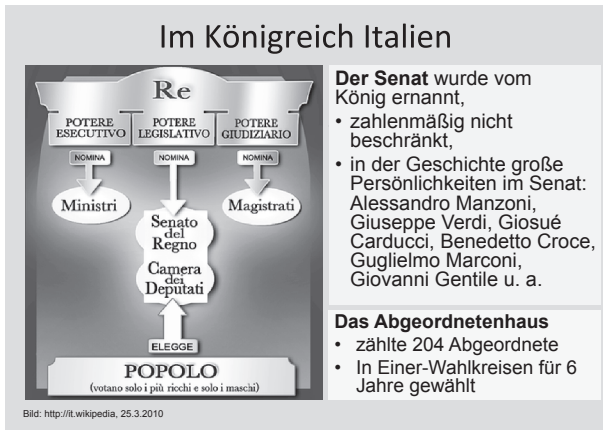 Im Königreich Italien
Re
POTERE
ESECUTIVO
POTERE
LEGISLATIVO
POTERE
GIUDIZIARIO
NOMINA
NOMINA
NOMINA
Ministri
Senato
del
Regno
Camera
dei
Deputati
Magistrati
ELEGGE
POPOLO
(votano solo i più ricchi e solo i maschi)
Der Senat wurde vom
König ernannt,
• zahlenmäßig nicht
beschränkt,
• in der Geschichte große
Persönlichkeiten im Senat:
Alessandro Manzoni,
Giuseppe Verdi, Giosué
Carducci, Benedetto Croce,
Guglielmo Marconi,
Giovanni Gentile u. a.
Das Abgeordnetenhaus
• zählte 204 Abgeordnete
• In Einer-Wahlkreisen für 6
Jahre gewählt
Bild: http://it.wikipedia, 25.3.2010